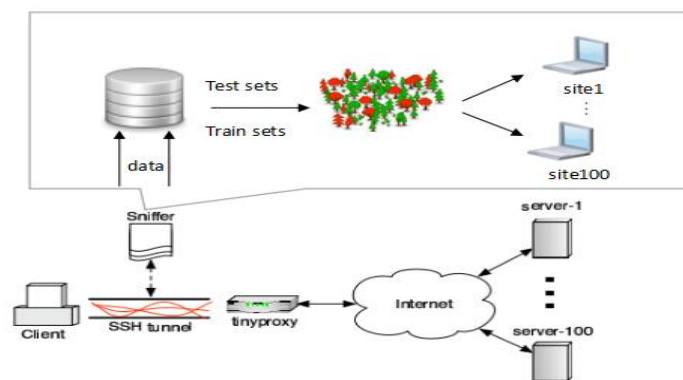 Test sets
Train sets
data
site1
site100
Sniffer
server-1
Client
SSH tunnel
tinyproxy
Internet
server-100